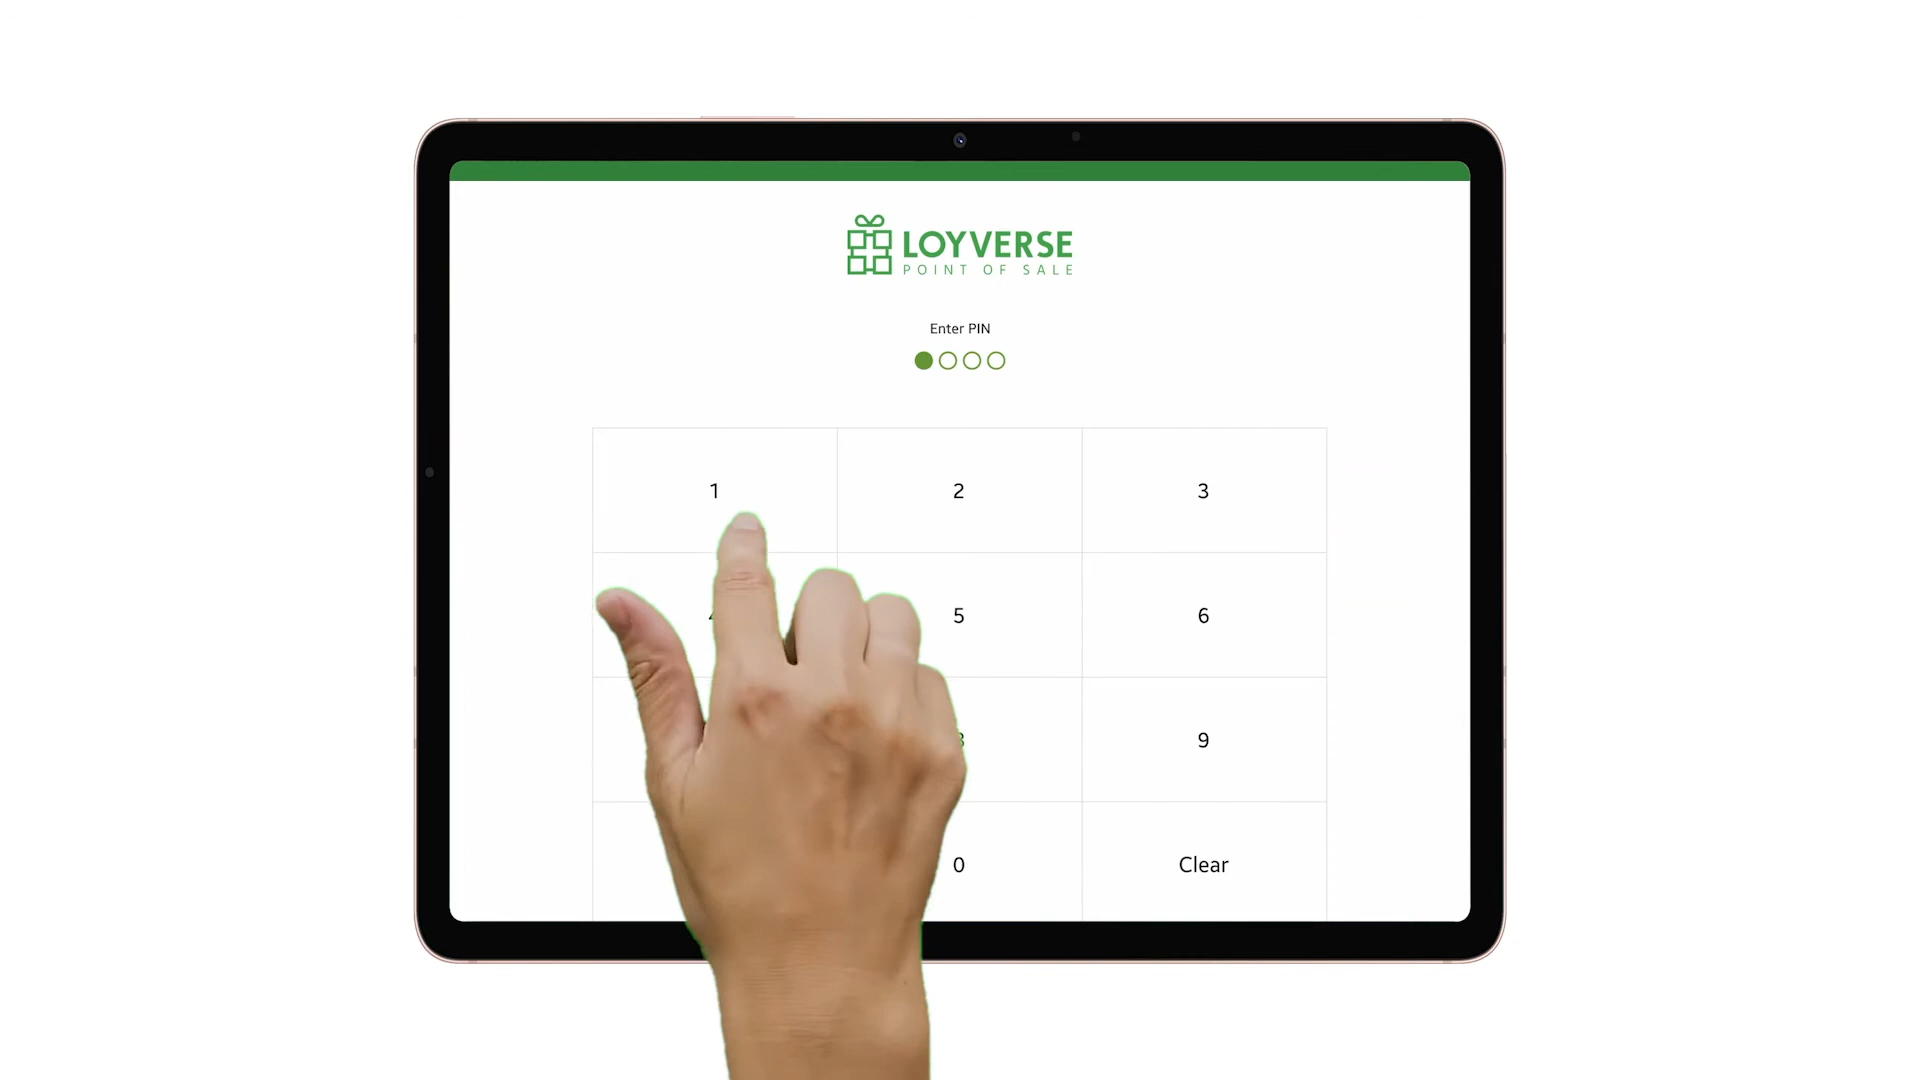 LOYVERSE
POINT OF SALE
Enter PIN
1 2 3
5 6
9
0 Clear